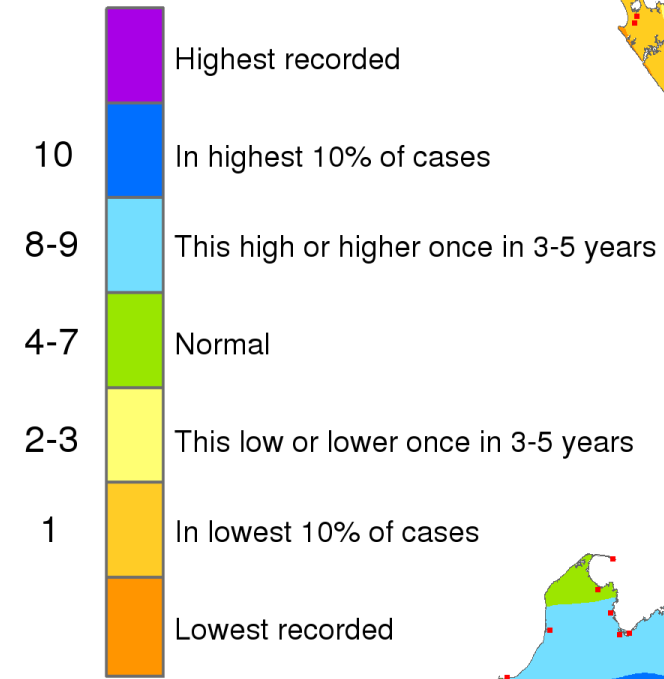 Highest recorded
10 In highest 10% of cases
8-9 This high or higher once in 3-5 years
4-7 Normal
2-3 This low or lower once in 3-5 years
1 In lowest 10% of cases
Lowest recorded